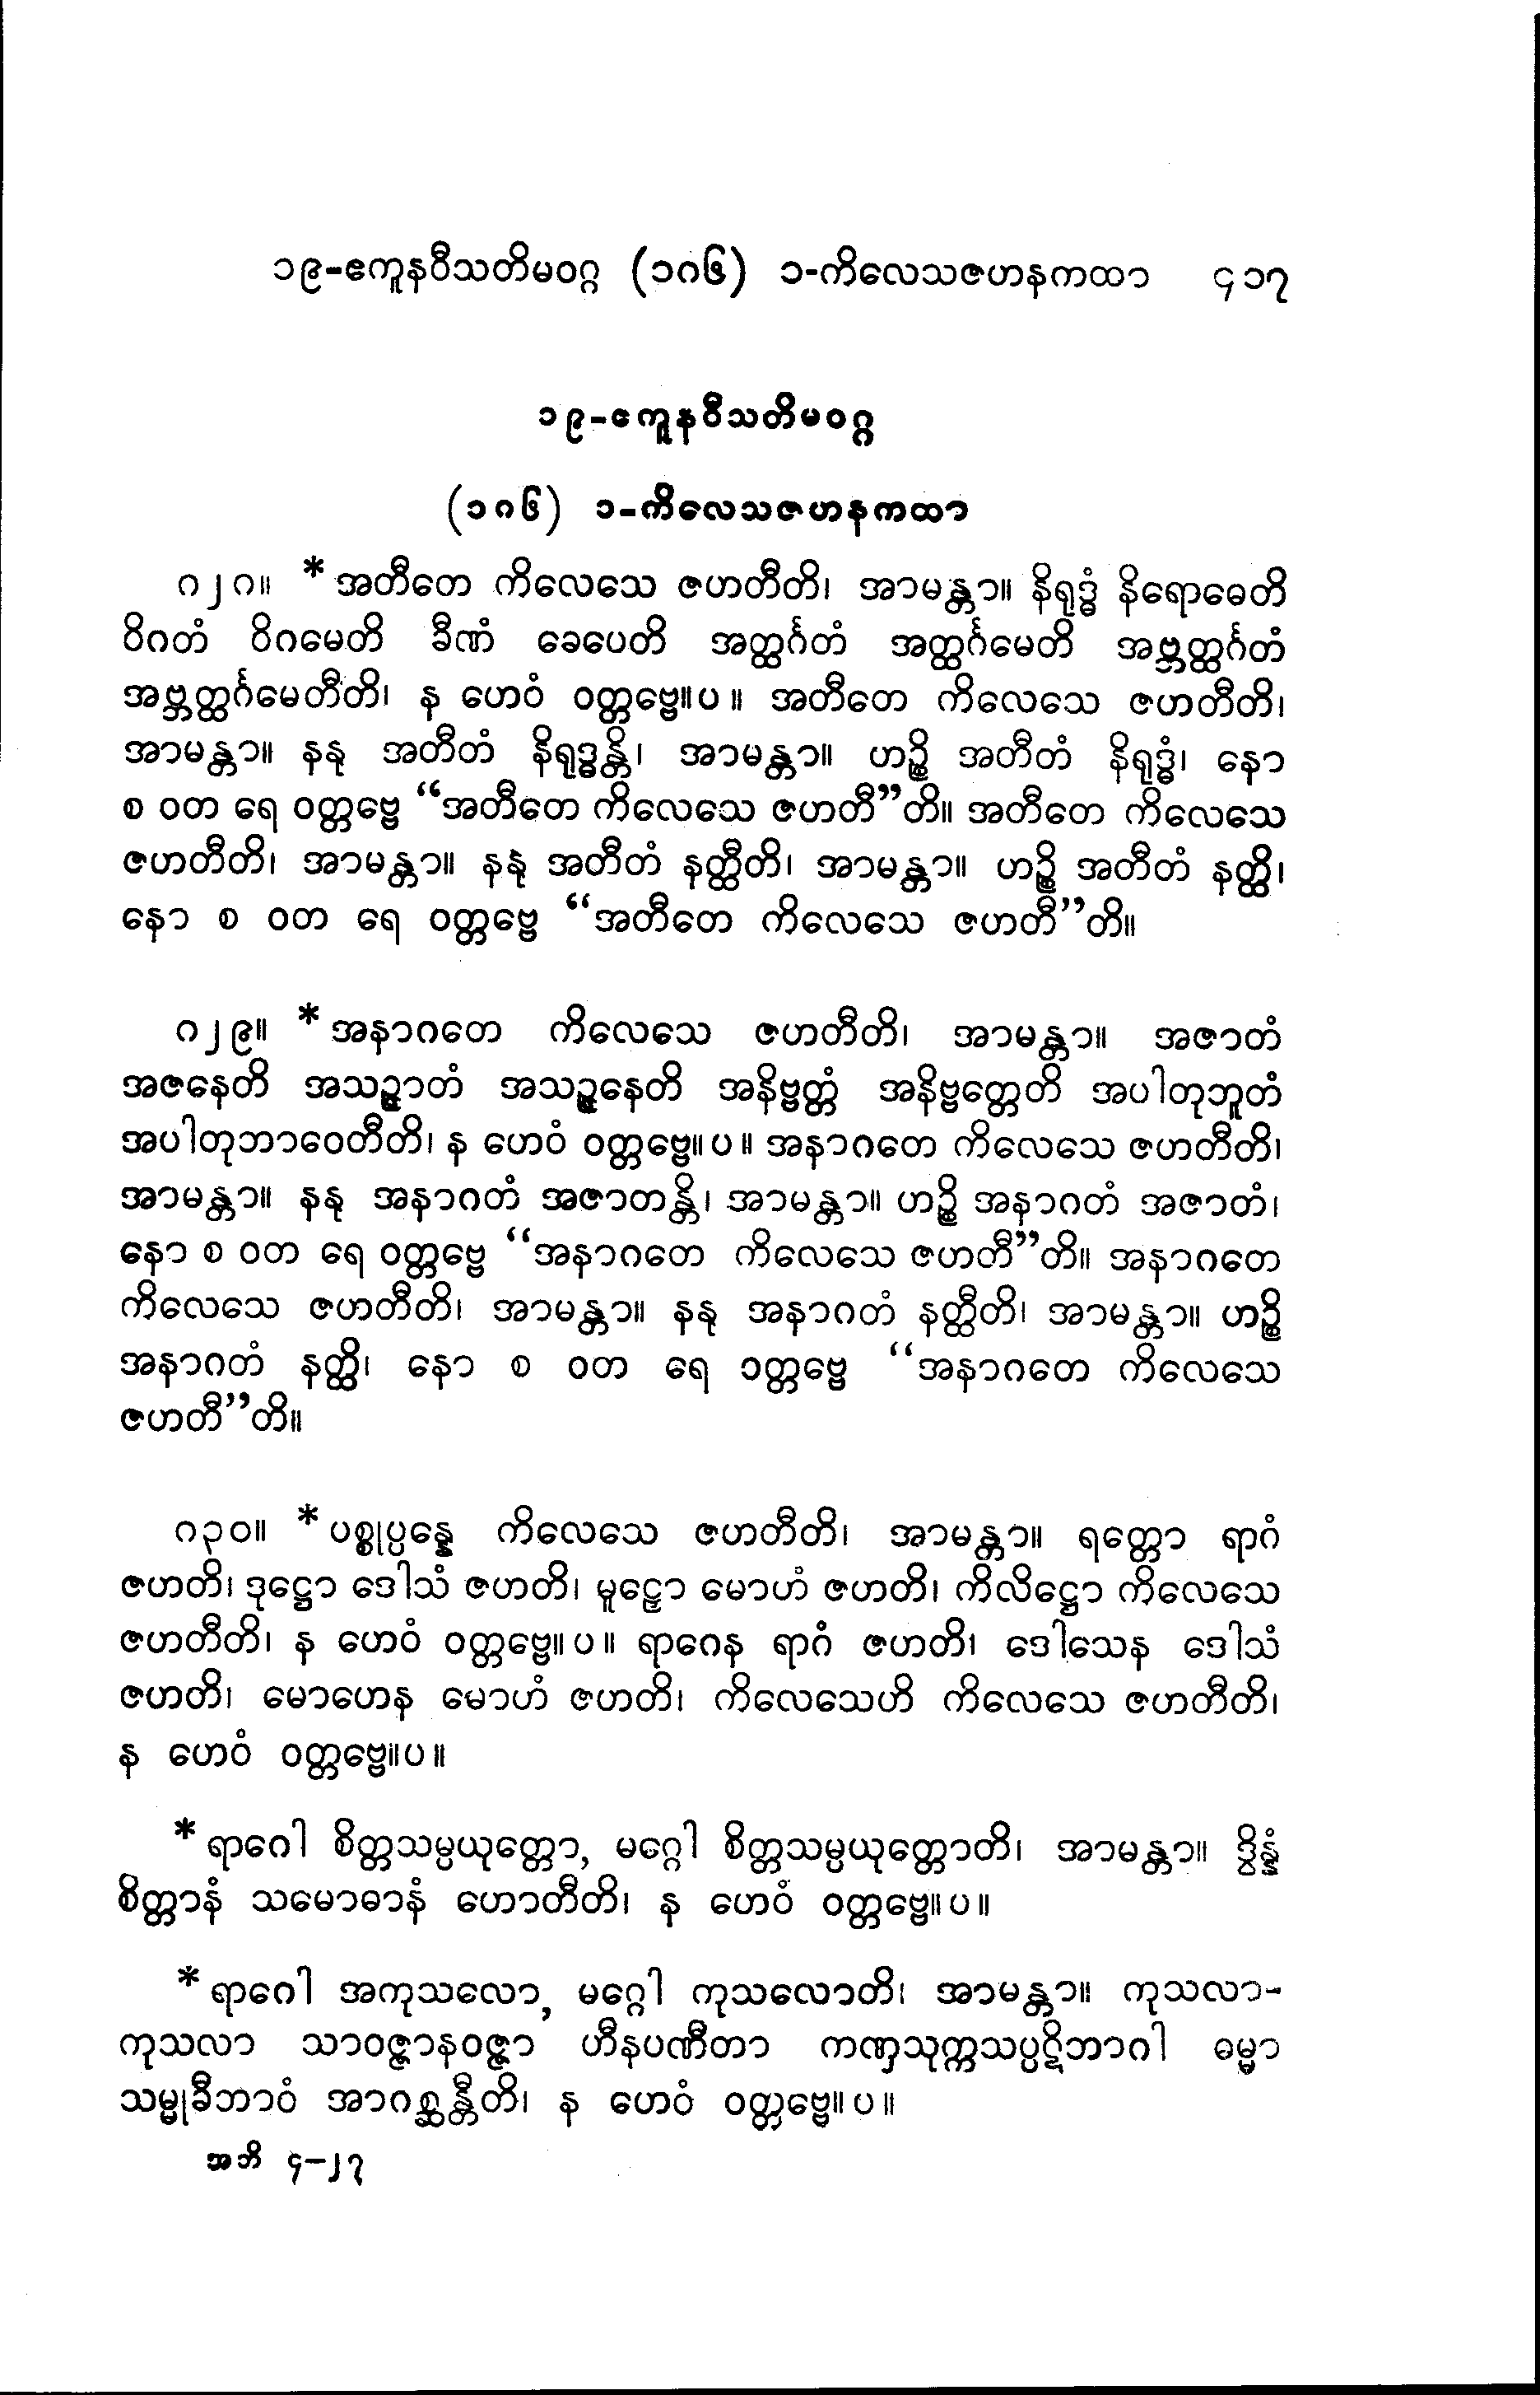 ၁၉-ဧကူနဝီသတိမဝဂ္ဂ (၁၈၆) ၁-ကိလေသဇဟနကထာ ၄၁၇
၁၉-ဧကူနဝီသတိမဝဂ္ဂ
(၁၈၆) ၁-ကိလေသဇဟနကထာ
၈၂၈။ *အတီတေ ကိလေသေ ဇဟတီတိ၊ အာမန္တာ။ နိရုဒ္ဓံ နိရောဓေတိ
ဝိဂတံ ဝိဂမေတိ ခီဏံ ခေပေတိ အတ္ထင်္ဂတံ အတ္ထင်္ဂမေတိ အဗ္ဘတ္ထင်္ဂတံ
အဗ္ဘတ္ထင်္ဂမေတီတိ၊ န ဟေဝံ ဝတ္တဗ္ဗေ။ပ။ အတီတေ ကိလေသေ ဇဟတီတိ၊
အာမန္တာ။ နနု အတီတံ နိရုဒ္ဓန္တိ၊ အာမန္တာ။ ဟဉ္စိ အတီတံ နိရုဒ္ဓံ၊ နော
စ ဝတ ရေ ဝတ္တဗ္ဗေ “အတီတေ ကိလေသေ ဇဟတီ”တိ။ အတီတေ ကိလေသေ
ဇဟတီတိ၊ အာမန္တာ။ နနု အတီတံ နတ္ထီတိ၊ အာမန္တာ။ ဟဉ္စိ အတီတံ နတ္ထိ၊
နော စ ဝတ ရေ ဝတ္တဗ္ဗေ “အတီတေ ကိလေသေ ဇဟတီ”တိ။
၈၂၉။ *အနာဂတေ ကိလေသေ ဇဟတီတိ၊ အာမန္တာ။ အဇာတံ
အဇနေတိ အသဉ္ဇာတံ အသဉ္ဇနေတိ အနိဗ္ဗတ္တံ အနိဗ္ဗတ္တေတိ အပါတုဘူတံ
အပါတုဘာဝေတီတိ၊ န ဟေဝံ ဝတ္တဗ္ဗေ။ပ။ အနာဂတေ ကိလေသေ ဇဟတီတိ၊
အာမန္တာ။ နနု အနာဂတံ အဇာတန္တိ၊ အာမန္တာ။ ဟဉ္စိ အနာဂတံ အဇာတံ၊
နော စ ဝတ ရေ ဝတ္တဗ္ဗေ “အနာဂတေ ကိလေသေ ဇဟတီ”တိ။ အနာဂတေ
ကိလေသေ ဇဟတီတိ၊ အာမန္တာ။ နနု အနာဂတံ နတ္ထီတိ၊ အာမန္တာ။ ဟဉ္စိ
အနာဂတံ နတ္ထိ၊ နော စ ဝတ ရေ ဝတ္တဗ္ဗေ “အနာဂတေ ကိလေသေ
ဇဟတီ”တိ။
၈၃၀။ *ပစ္စုပ္ပန္နေ ကိလေသေ ဇဟတီတိ၊ အာမန္တာ။ ရတ္တော ရာဂံ
ဇဟတိ၊ ဒုဋ္ဌော ဒေါသံ ဇဟတိ၊ မူဠှော မောဟံ ဇဟတိ၊ ကိလိဋ္ဌော ကိလေသေ
ဇဟတီတိ၊ န ဟေဝံ ဝတ္တဗ္ဗေ။ပ။ ရာဂေန ရာဂံ ဇဟတိ၊ ဒေါသေန ဒေါသံ
ဇဟတိ၊ မောဟေန မောဟံ ဇဟတိ၊ ကိလေသေဟိ ကိလေသေ ဇဟတီတိ၊
န ဟေဝံ ဝတ္တဗ္ဗေ။ပ။
*ရာဂေါ စိတ္တသမ္ပယုတ္တော, မဂ္ဂေါ စိတ္တသမ္ပယုတ္တောတိ၊ အာမန္တာ။ ဒွိန္နံ
စိတ္တာနံ သမောဓာနံ ဟောတီတိ၊ န ဟေဝံ ဝတ္တဗ္ဗေ။ပ။
*ရာဂေါ အကုသလော, မဂ္ဂေါ ကုသလောတိ၊ အာမန္တာ။ ကုသလာ-
ကုသလာ သာဝဇ္ဇာနဝဇ္ဇာ ဟီနပဏီတာ ကဏှသုက္ကသပ္ပဋိဘာဂါ ဓမ္မာ
သမ္မုခီဘာဝံ အာဂစ္ဆန္တီတိ၊ န ဟေဝံ ဝတ္တဗ္ဗေ။ပ။
အဘိ ၄–၂၇